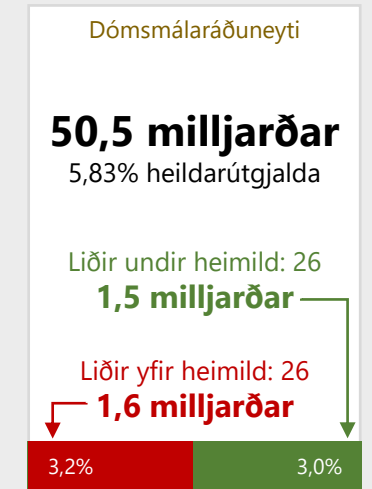 Dómsmálaráðuneyti
50,5 milljarðar
5,83% heildarútgjalda
Liðir undir heimild: 26
1,5 milljarðar
Liðir yfir heimild: 26
1,6 milljarðar
3,2% 3,0%